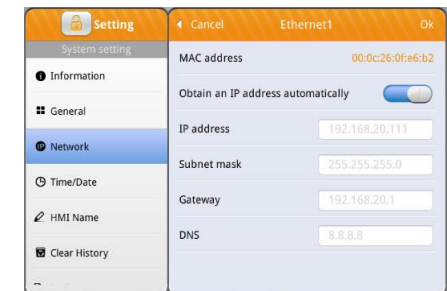 Setting
System setting
Information
General
Network
Time/Date
HMI Name
Clear History
Cancel Ethernet1 Ok
MAC address 00:0c:26:0f:e6:b2
Obtain an IP address automatically
IP address 192.168.20.111
Subnet mask 255.255.255.0
Gateway 192.168.20.1
DNS 8.8.8.8